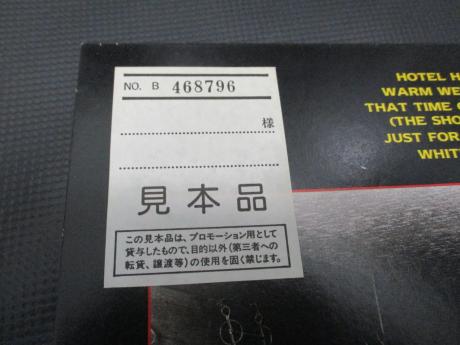 NO. B 468796
様
見本品
この見本品は、プロモーション用として
貸与したもので、目的以外(第三者への
転貸、譲渡等)の使用を固く禁じます。
HOTEL H
WARM WE
THAT TIME
(THE SHO
JUST FOR
WHIT